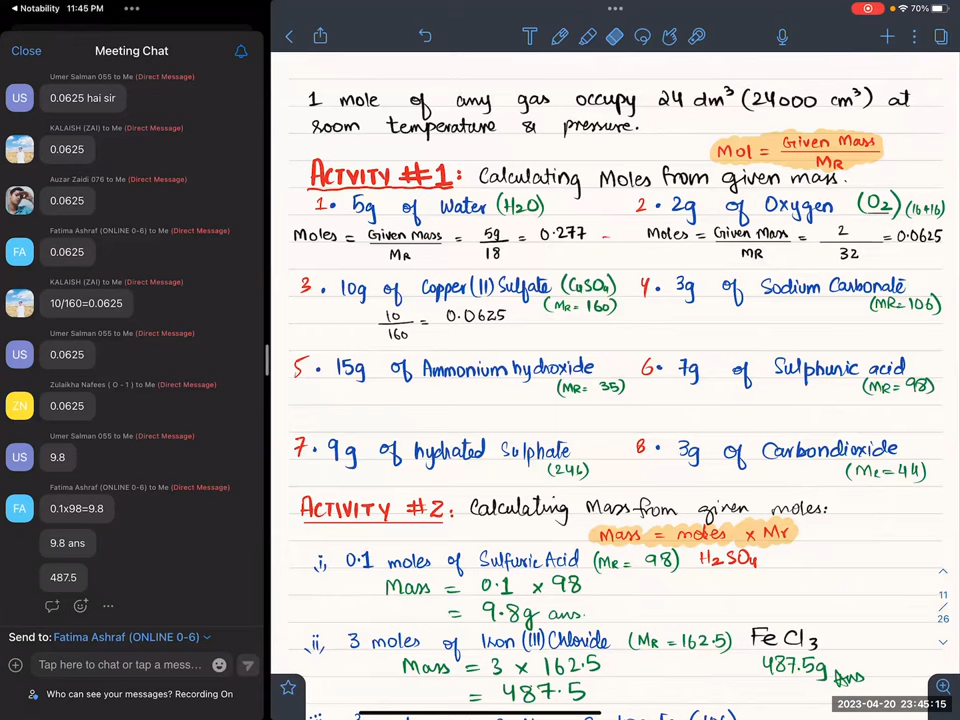 Notability 11:45 PM
70%
Close
Meeting Chat
Umer Salman 055 to Me (Direct Message)
US
0.0625 hai sir
KALAISH (ZAI) to Me (Direct Message)
0.0625
Auzar Zaidi 076 to Me (Direct Message)
0.0625
Fatima Ashraf (ONLINE 0-6) to Me (Direct Message)
FA
0.0625
KALAISH (ZAI) to Me (Direct Message)
10/160=0.0625
Umer Salman 055 to Me (Direct Message)
US
0.0625
Zulaikha Nafees ( O - 1 ) to Me (Direct Message)
ZN
0.0625
Umer Salman 055 to Me (Direct Message)
US
9.8
Fatima Ashraf (ONLINE 0-6) to Me (Direct Message)
FA
0.1x98=9.8
9.8 ans
487.5
Send to: Fatima Ashraf (ONLINE 0-6)
Tap here to chat or tap a mess...
Who can see your messages? Recording On
1 mole of any gas occupy 24 dm³ (24000 cm³) at
room temperature & pressure.
Mol = Given Mass / MR
ACTVITY #1: Calculating Moles from given mass.
1. 5g of Water (H2O)
Moles = Given Mass / MR = 5g / 18 = 0.277
2. 2g of Oxygen (O2) (16+16)
Moles = Given Mass / MR = 2 / 32 = 0.0625
3. 10g of Copper (II) Sulfate (CuSO4)
(MR = 160)
10 / 160 = 0.0625
4. 3g of Sodium Carbonate
(MR = 106)
5. 15g of Ammonium hydroxide
(MR = 35)
6. 7g of Sulphuric acid
(MR = 98)
7. 9g of hydrated Sulphate
(246)
8. 3g of Carbondioxide
(Mr = 44)
ACTIVITY #2: Calculating Mass from given moles:
Mass = moles x Mr
i, 0.1 moles of Sulfuric Acid (MR = 98) H2SO4
Mass = 0.1 x 98
= 9.8g ans.
ii, 3 moles of Iron (III) Chloride (MR = 162.5) FeCl3
Mass = 3 x 162.5
487.5g Ans
= 487.5
11
/
26
2023-04-20 23:45:15